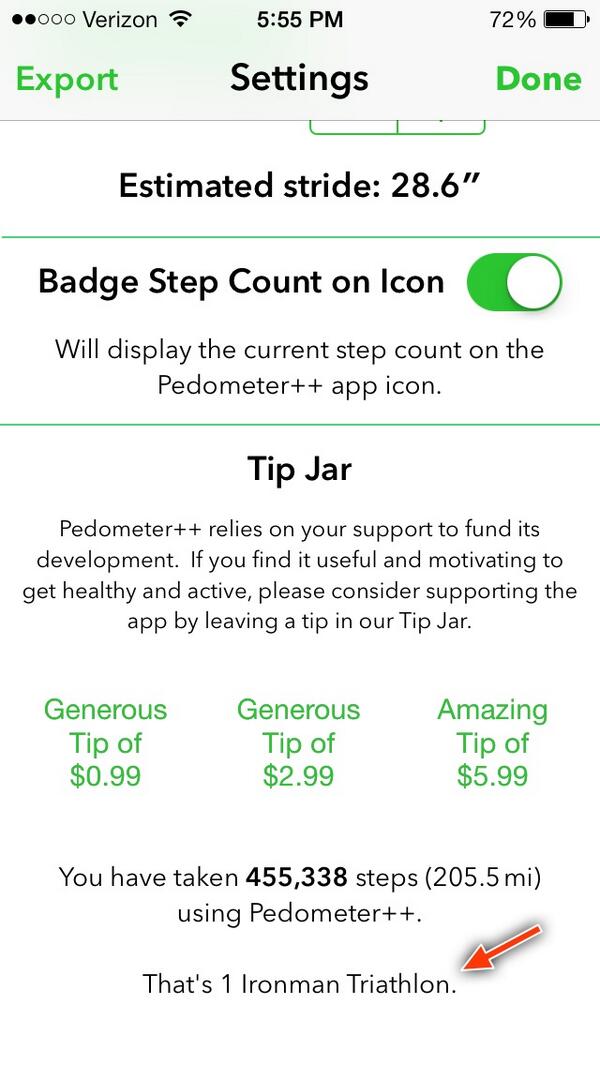 Verizon 5:55 PM 72%
Export Settings Done
Estimated stride: 28.6”
Badge Step Count on Icon
Will display the current step count on the
Pedometer++ app icon.
Tip Jar
Pedometer++ relies on your support to fund its
development. If you find it useful and motivating to
get healthy and active, please consider supporting the
app by leaving a tip in our Tip Jar.
Generous Generous Amazing
Tip of Tip of Tip of
$0.99 $2.99 $5.99
You have taken 455,338 steps (205.5 mi)
using Pedometer++.
That's 1 Ironman Triathlon.